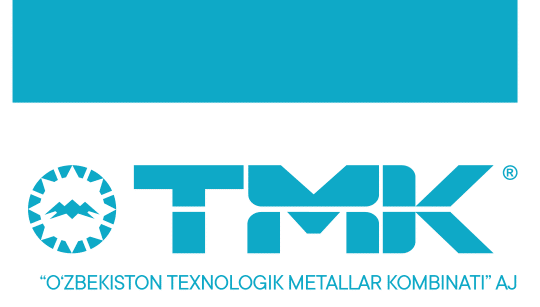 TMK®
“O‘ZBEKISTON TEXNOLOGIK METALLAR KOMBINATI” AJ